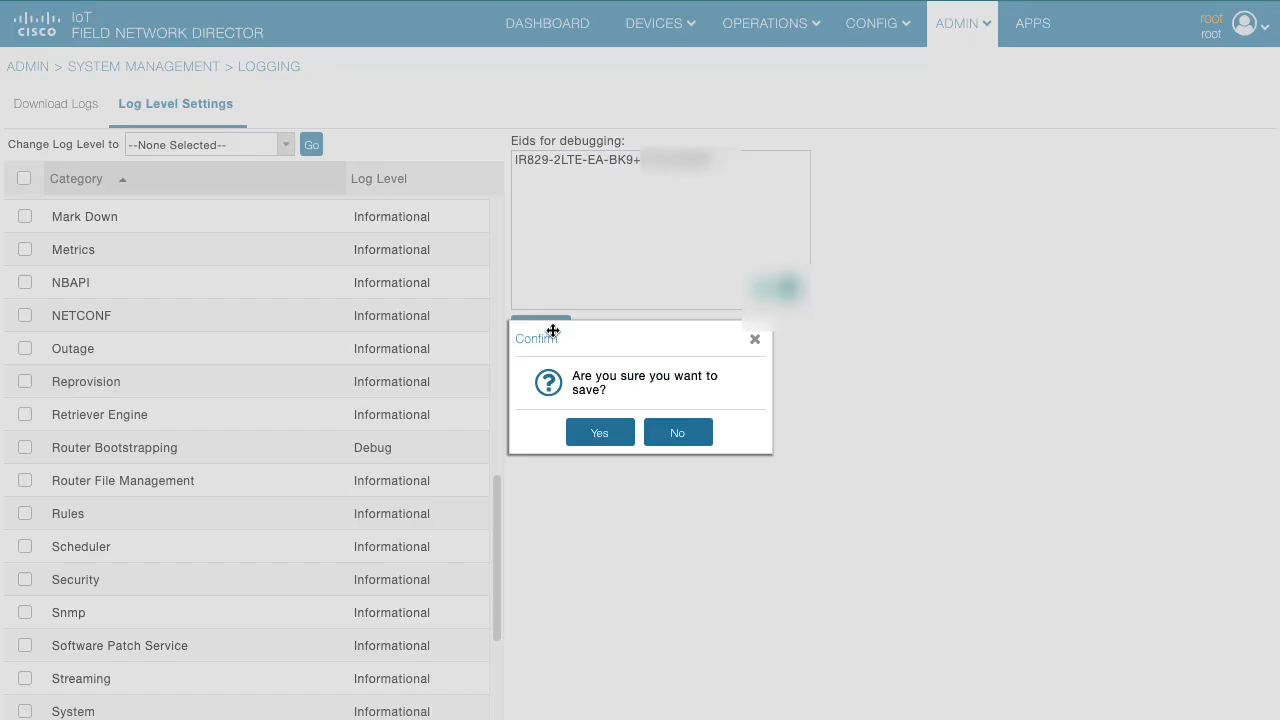 CISCO
IoT
FIELD NETWORK DIRECTOR
DASHBOARD
DEVICES
OPERATIONS
CONFIG
ADMIN
APPS
root
root
ADMIN > SYSTEM MANAGEMENT > LOGGING
Download Logs
Log Level Settings
Change Log Level to
--None Selected--
Go
Category
Log Level
Mark Down Informational
Metrics Informational
NBAPI Informational
NETCONF Informational
Outage Informational
Reprovision Informational
Retriever Engine Informational
Router Bootstrapping Debug
Router File Management Informational
Rules Informational
Scheduler Informational
Security Informational
Snmp Informational
Software Patch Service Informational
Streaming Informational
System Informational
Eids for debugging:
IR829-2LTE-EA-BK9+
Confirm
Are you sure you want to
save?
Yes
No